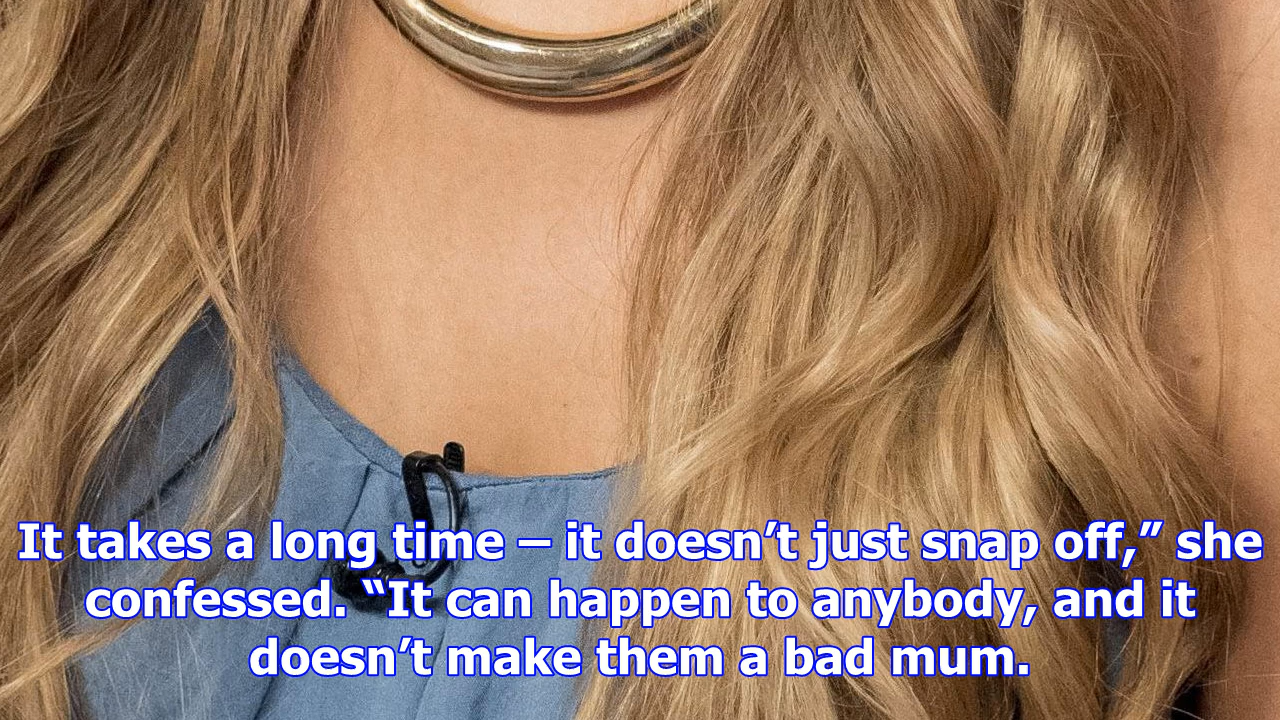 It takes a long time – it doesn’t just snap off,” she
confessed. “It can happen to anybody, and it
doesn’t make them a bad mum.